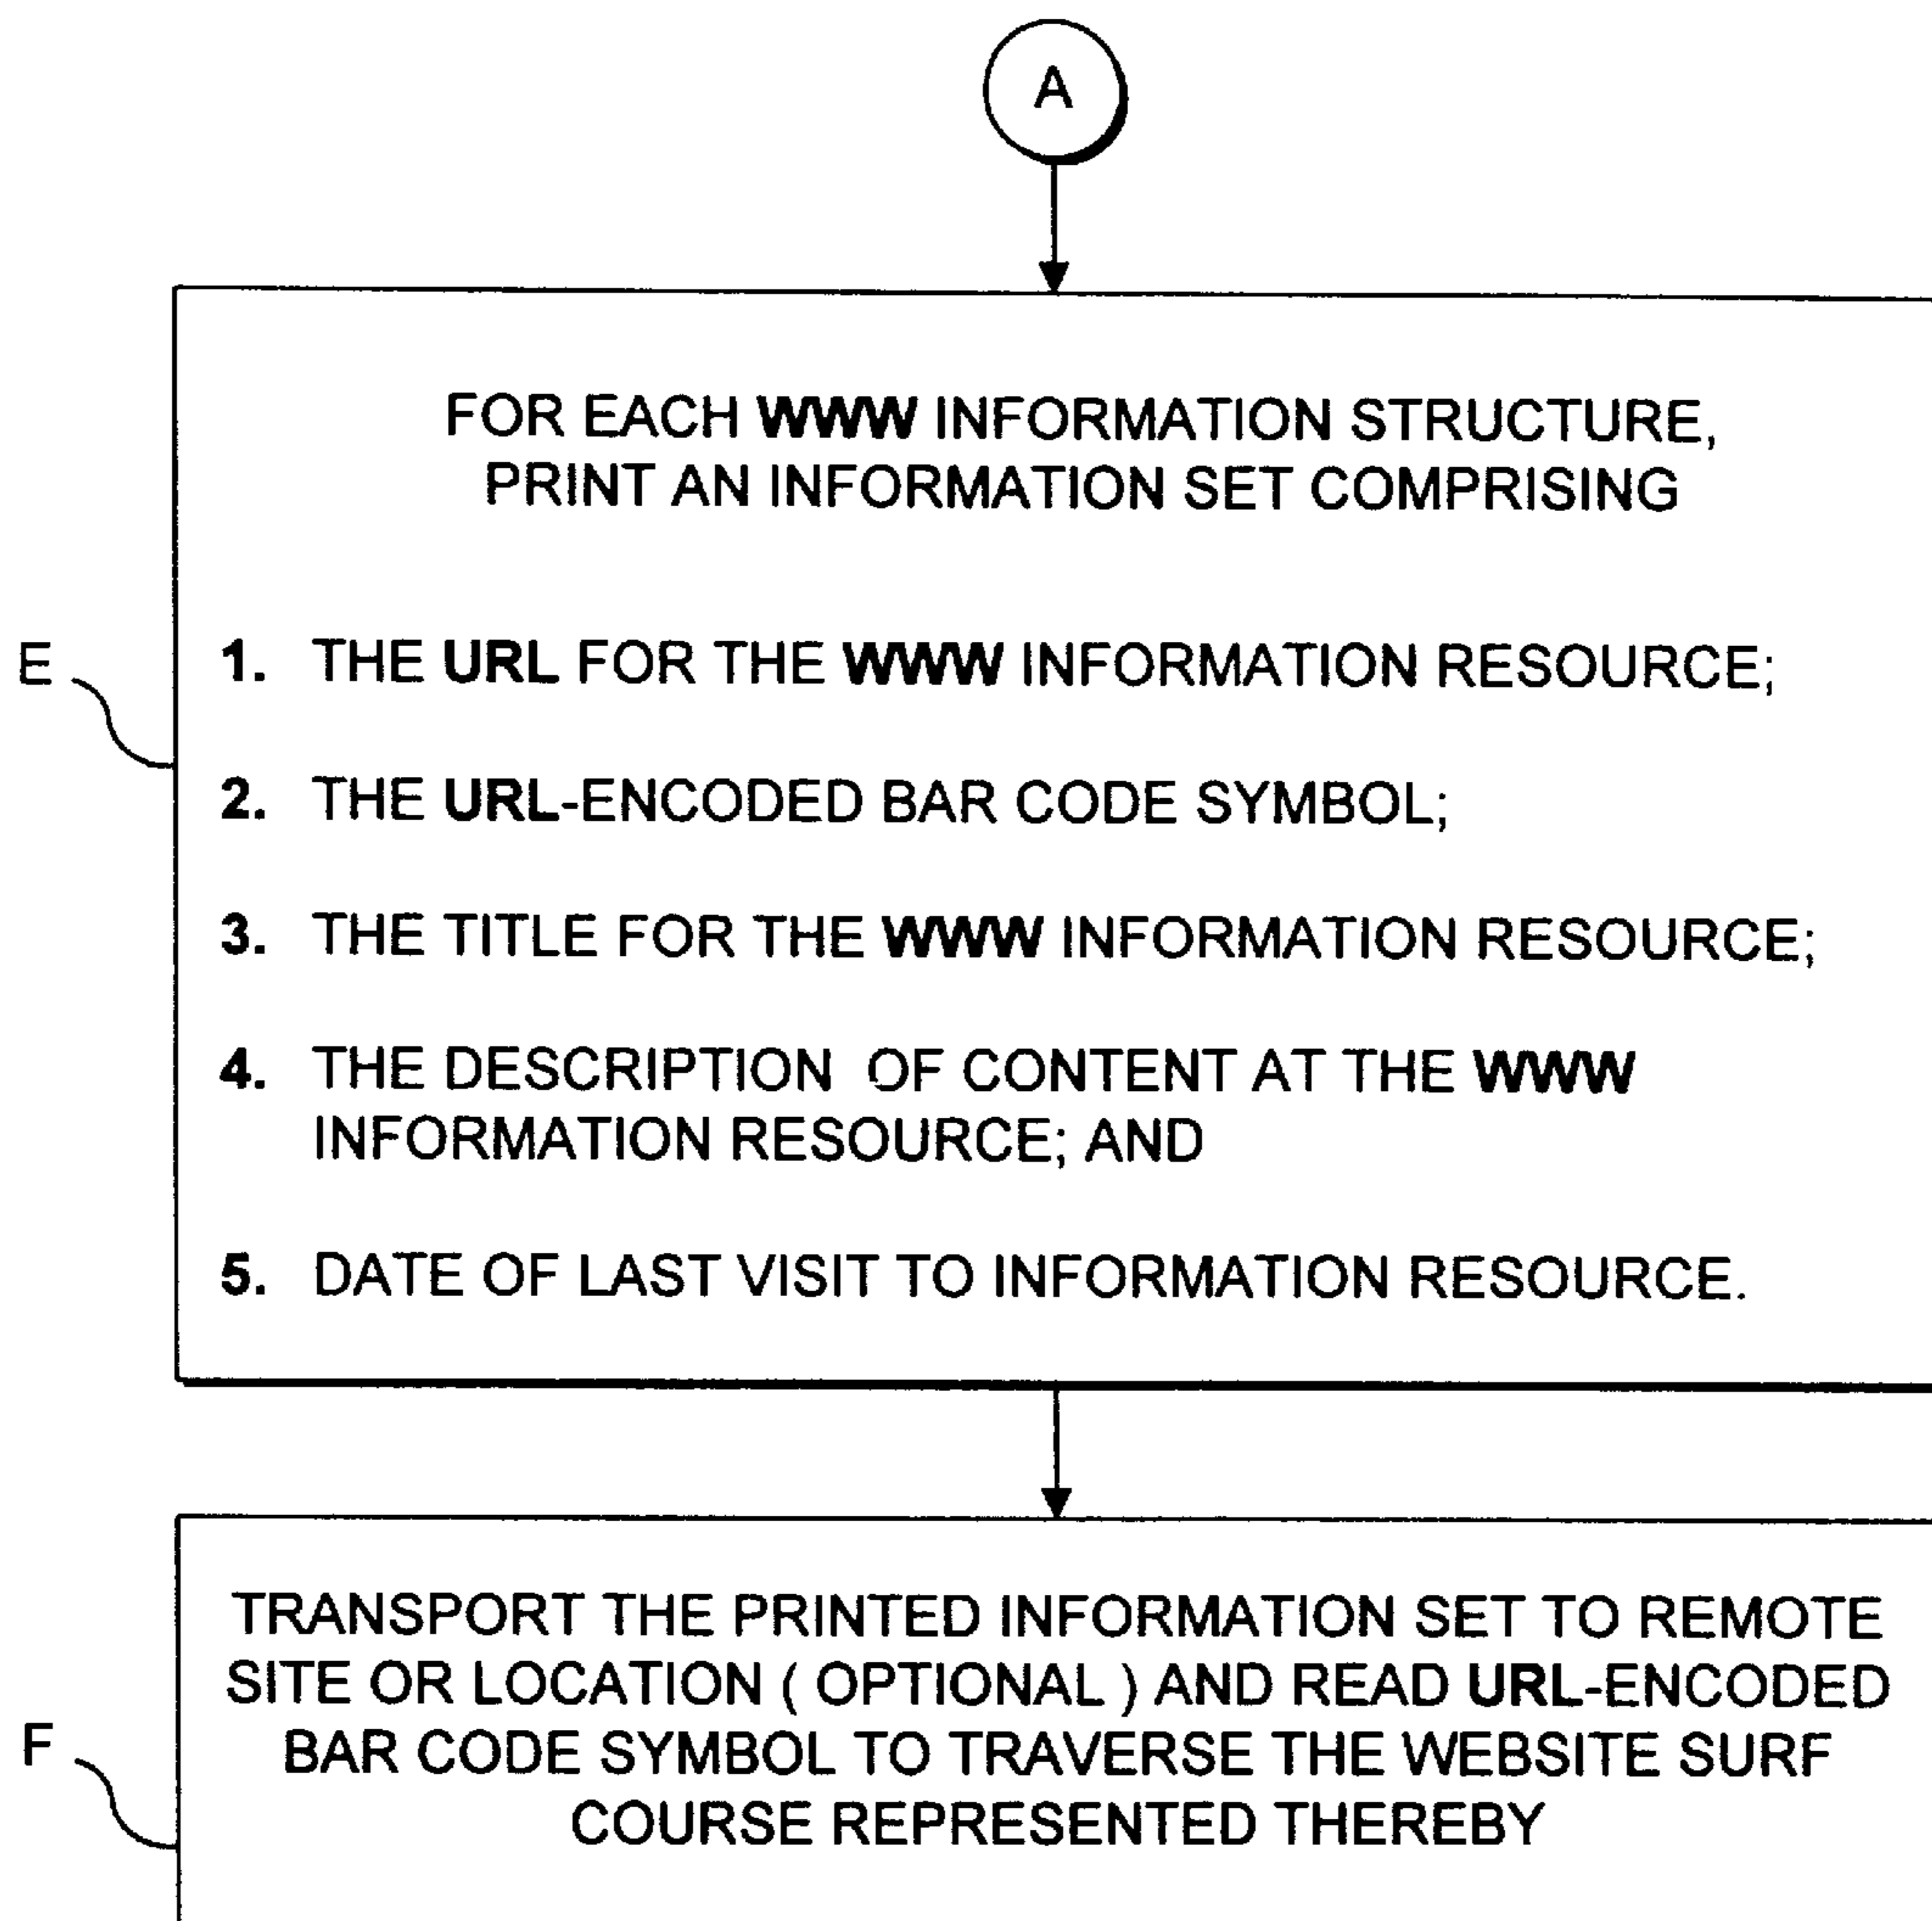 A
FOR EACH WWW INFORMATION STRUCTURE,
PRINT AN INFORMATION SET COMPRISING
E
1. THE URL FOR THE WWW INFORMATION RESOURCE;
2. THE URL-ENCODED BAR CODE SYMBOL;
3. THE TITLE FOR THE WWW INFORMATION RESOURCE;
4. THE DESCRIPTION OF CONTENT AT THE WWW
INFORMATION RESOURCE; AND
5. DATE OF LAST VISIT TO INFORMATION RESOURCE.
TRANSPORT THE PRINTED INFORMATION SET TO REMOTE
SITE OR LOCATION ( OPTIONAL ) AND READ URL-ENCODED
F
BAR CODE SYMBOL TO TRAVERSE THE WEBSITE SURF
COURSE REPRESENTED THEREBY